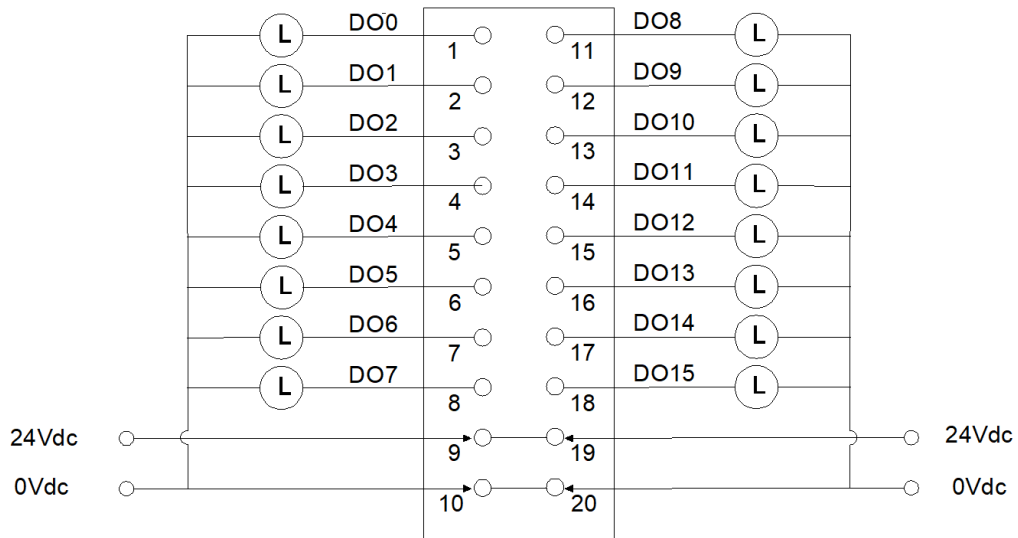 L DO0 1 11 DO8 L
L DO1 2 12 DO9 L
L DO2 3 13 DO10 L
L DO3 4 14 DO11 L
L DO4 5 15 DO12 L
L DO5 6 16 DO13 L
L DO6 7 17 DO14 L
L DO7 8 18 DO15 L
24Vdc 9 19 24Vdc
0Vdc 10 20 0Vdc